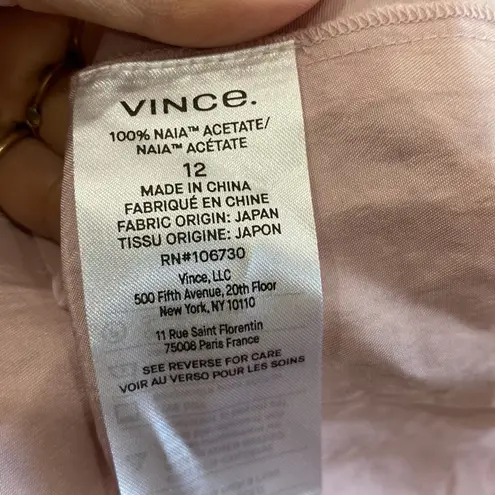 VINCe.
100% NAIA™ ACETATE/
NAIA™ ACÉTATE
12
MADE IN CHINA
FABRIQUÉ EN CHINE
FABRIC ORIGIN: JAPAN
TISSU ORIGINE: JAPON
RN#106730
Vince, LLC
500 Fifth Avenue, 20th Floor
New York, NY 10110
11 Rue Saint Florentin
75008 Paris France
SEE REVERSE FOR CARE
VOIR AU VERSO POUR LES SOINS